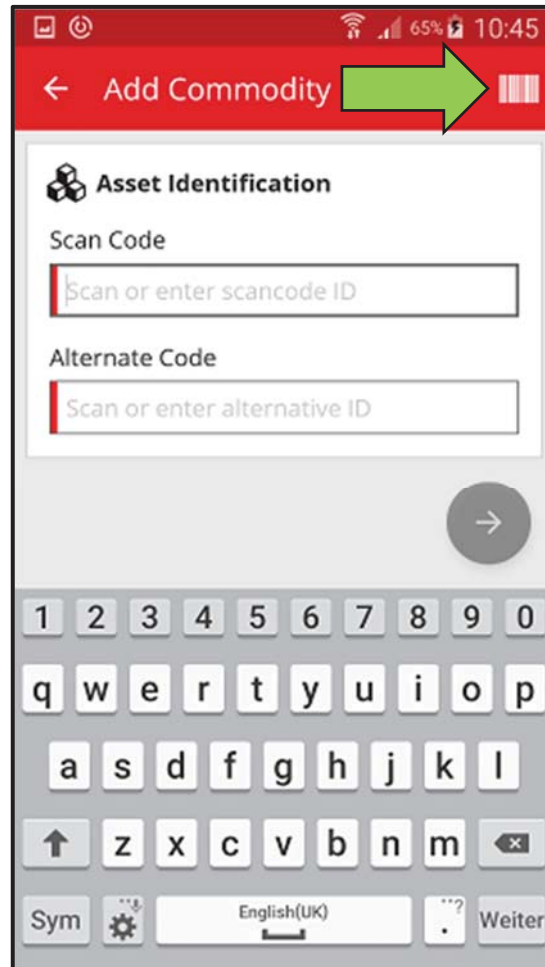 65% 10:45
Add Commodity
Asset Identification
Scan Code
Scan or enter scancode ID
Alternate Code
Scan or enter alternative ID
1 2 3 4 5 6 7 8 9 0
q w e r t y u i o p
a s d f g h j k l
z x c v b n m
Sym English(UK) . ...? Weiter